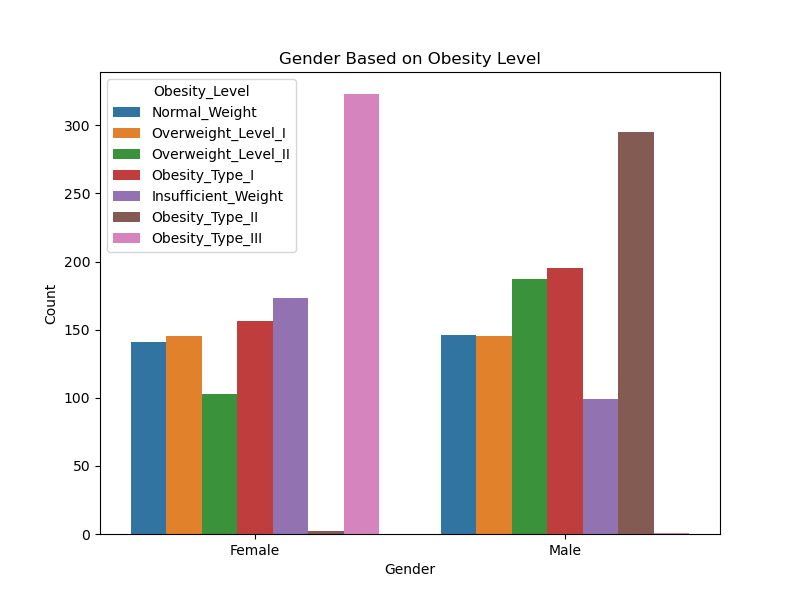 Gender Based on Obesity Level
Obesity_Level
Normal_Weight
Overweight_Level_I
Overweight_Level_II
Obesity_Type_I
Insufficient_Weight
Obesity_Type_II
Obesity_Type_III
300
250
200
150
100
50
0
Count
Female
Male
Gender